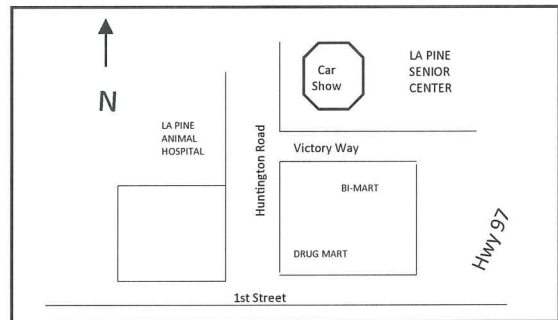 N
LA PINE
ANIMAL
HOSPITAL
Huntington Road
Car
Show
LA PINE
SENIOR
CENTER
Victory Way
BI-MART
DRUG MART
Hwy 97
1st Street